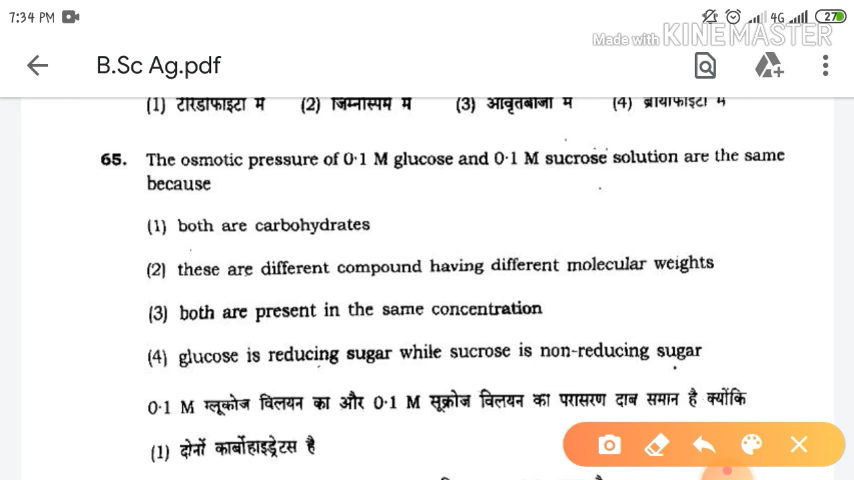 7:34 PM 4G 27
Made with KINEMASTER
B.Sc Ag.pdf
(1) टेरिडोफाइटा में (2) जिम्नोस्पर्म में (3) आवृतबीजी में (4) ब्रायोफाइटा में
65. The osmotic pressure of 0·1 M glucose and 0·1 M sucrose solution are the same
because
(1) both are carbohydrates
(2) these are different compound having different molecular weights
(3) both are present in the same concentration
(4) glucose is reducing sugar while sucrose is non-reducing sugar
0·1 M ग्लूकोज विलयन का और 0·1 M सूक्रोज विलयन का परासरण दाब समान है क्योंकि
(1) दोनों कार्बोहाइड्रेटस है